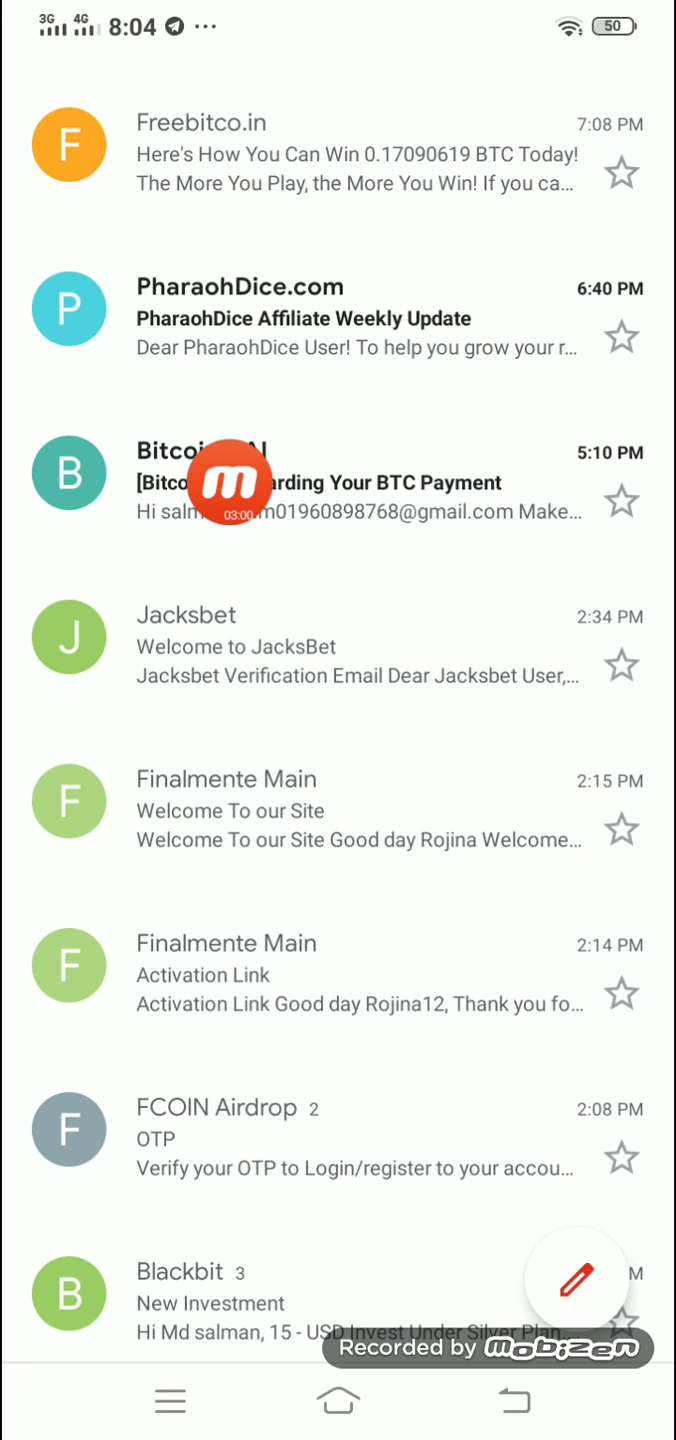 3G 4G 8:04 ... 50
F Freebitco.in 7:08 PM
Here's How You Can Win 0.17090619 BTC Today!
The More You Play, the More You Win! If you ca...
P PharaohDice.com 6:40 PM
PharaohDice Affiliate Weekly Update
Dear PharaohDice User! To help you grow your r...
B 5:10 PM
Your BTC Payment
Hi m01960898768@gmail.com Make...
m
03:00
J Jacksbet 2:34 PM
Welcome to JacksBet
Jacksbet Verification Email Dear Jacksbet User,...
F Finalmente Main 2:15 PM
Welcome To our Site
Welcome To our Site Good day Rojina Welcome...
F Finalmente Main 2:14 PM
Activation Link
Activation Link Good day Rojina12, Thank you fo...
F FCOIN Airdrop 2 2:08 PM
OTP
Verify your OTP to Login/register to your accou...
B Blackbit 3 M
New Investment
Hi Md salman, 15 - USD Invest Under Silver Plan...
Recorded by mobizen